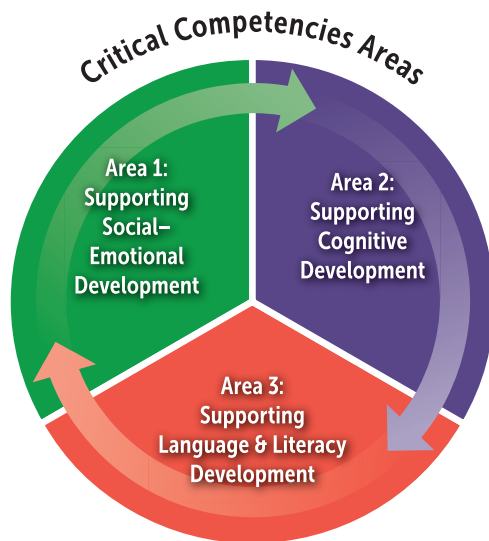 Critical Competencies Areas
Area 1:
Supporting
Social–
Emotional
Development
Area 2:
Supporting
Cognitive
Development
Area 3:
Supporting
Language & Literacy
Development